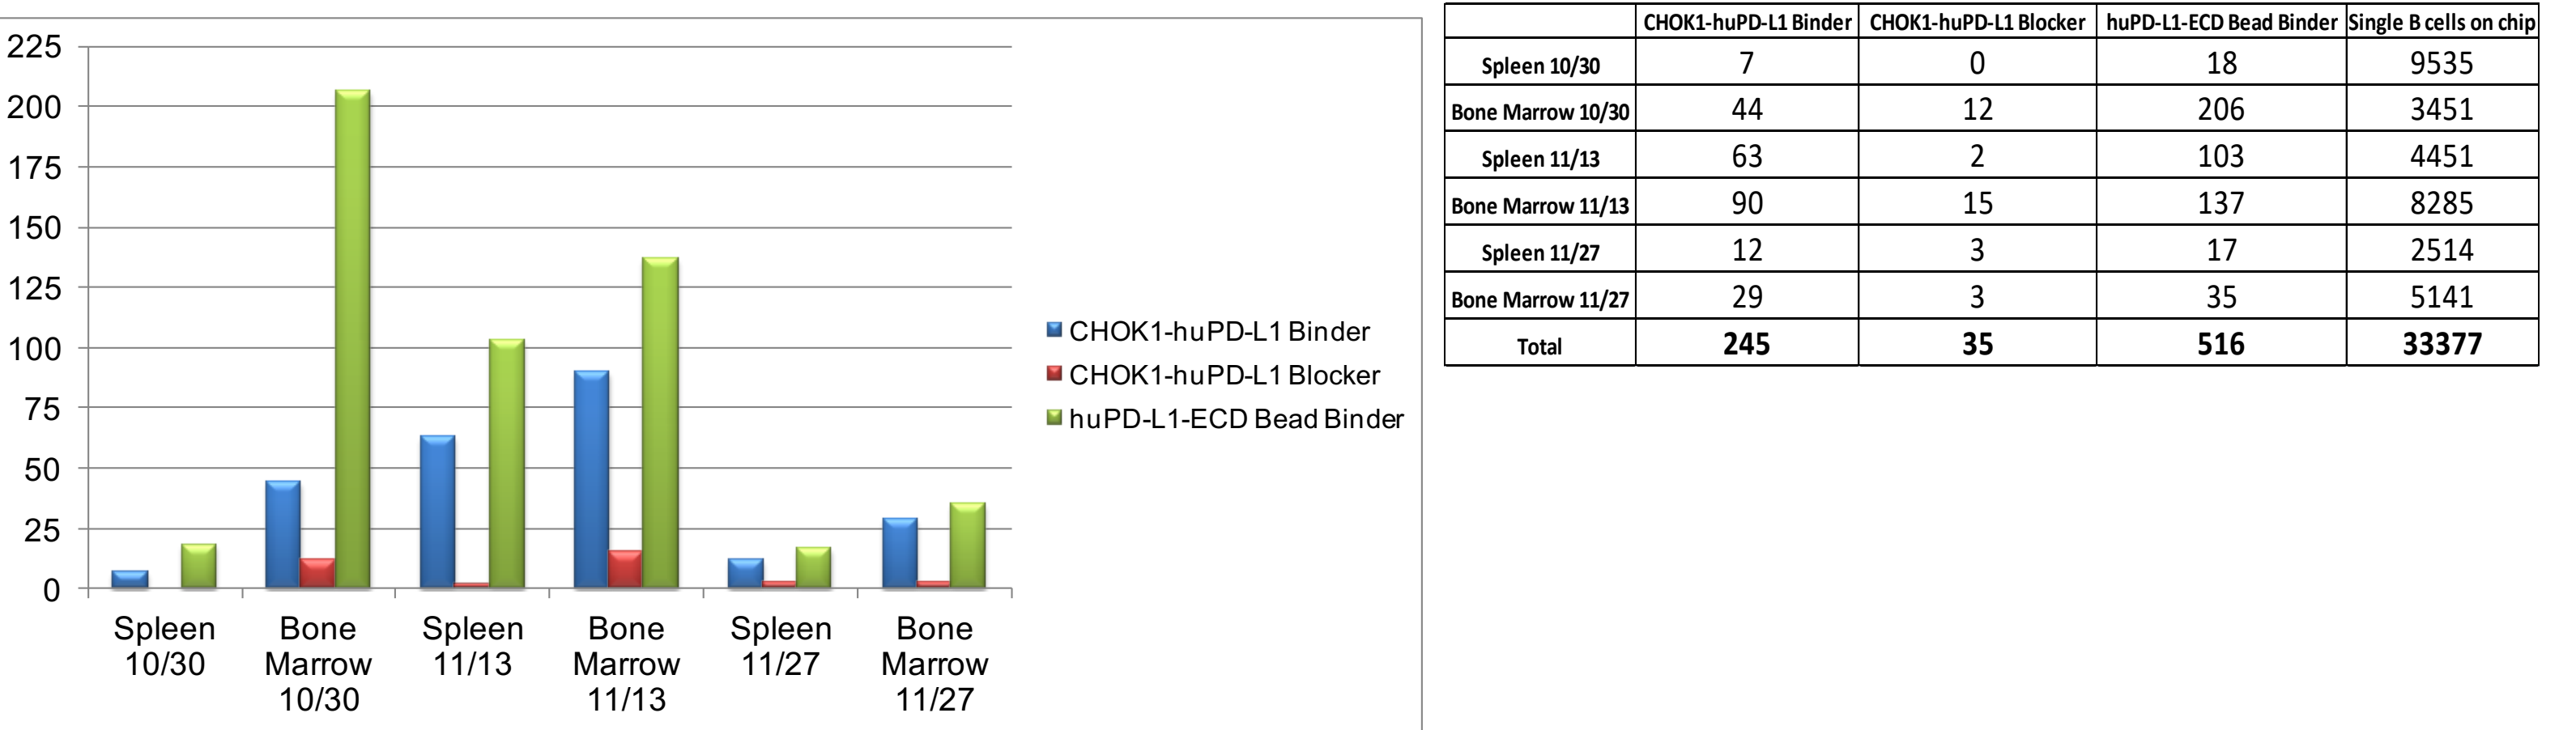 225
200
175
150
125
100
75
50
25
0
Spleen 10/30
Bone Marrow 10/30
Spleen 11/13
Bone Marrow 11/13
Spleen 11/27
Bone Marrow 11/27
CHOK1-huPD-L1 Binder
CHOK1-huPD-L1 Blocker
huPD-L1-ECD Bead Binder
CHOK1-huPD-L1 Binder CHOK1-huPD-L1 Blocker huPD-L1-ECD Bead Binder Single B cells on chip
Spleen 10/30 7 0 18 9535
Bone Marrow 10/30 44 12 206 3451
Spleen 11/13 63 2 103 4451
Bone Marrow 11/13 90 15 137 8285
Spleen 11/27 12 3 17 2514
Bone Marrow 11/27 29 3 35 5141
Total 245 35 516 33377